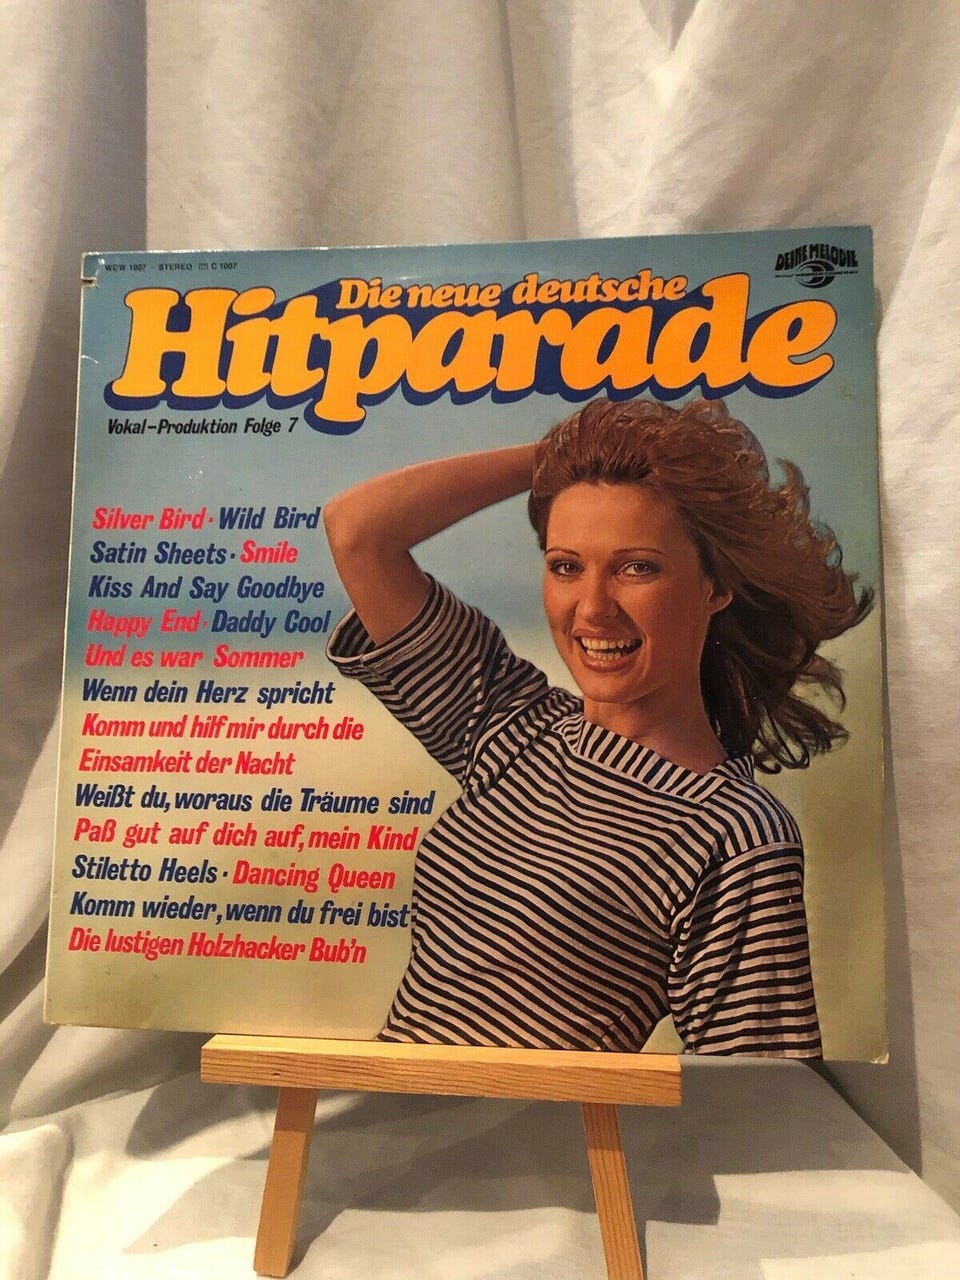 WDW 1007 · STEREO C 1007
DEINE MELODIE
Die neue deutsche
Hitparade
Vokal-Produktion Folge 7
Silver Bird · Wild Bird
Satin Sheets · Smile
Kiss And Say Goodbye
Happy End · Daddy Cool
Und es war Sommer
Wenn dein Herz spricht
Komm und hilf mir durch die
Einsamkeit der Nacht
Weißt du, woraus die Träume sind
Paß gut auf dich auf, mein Kind
Stiletto Heels · Dancing Queen
Komm wieder, wenn du frei bist
Die lustigen Holzhacker Bub'n